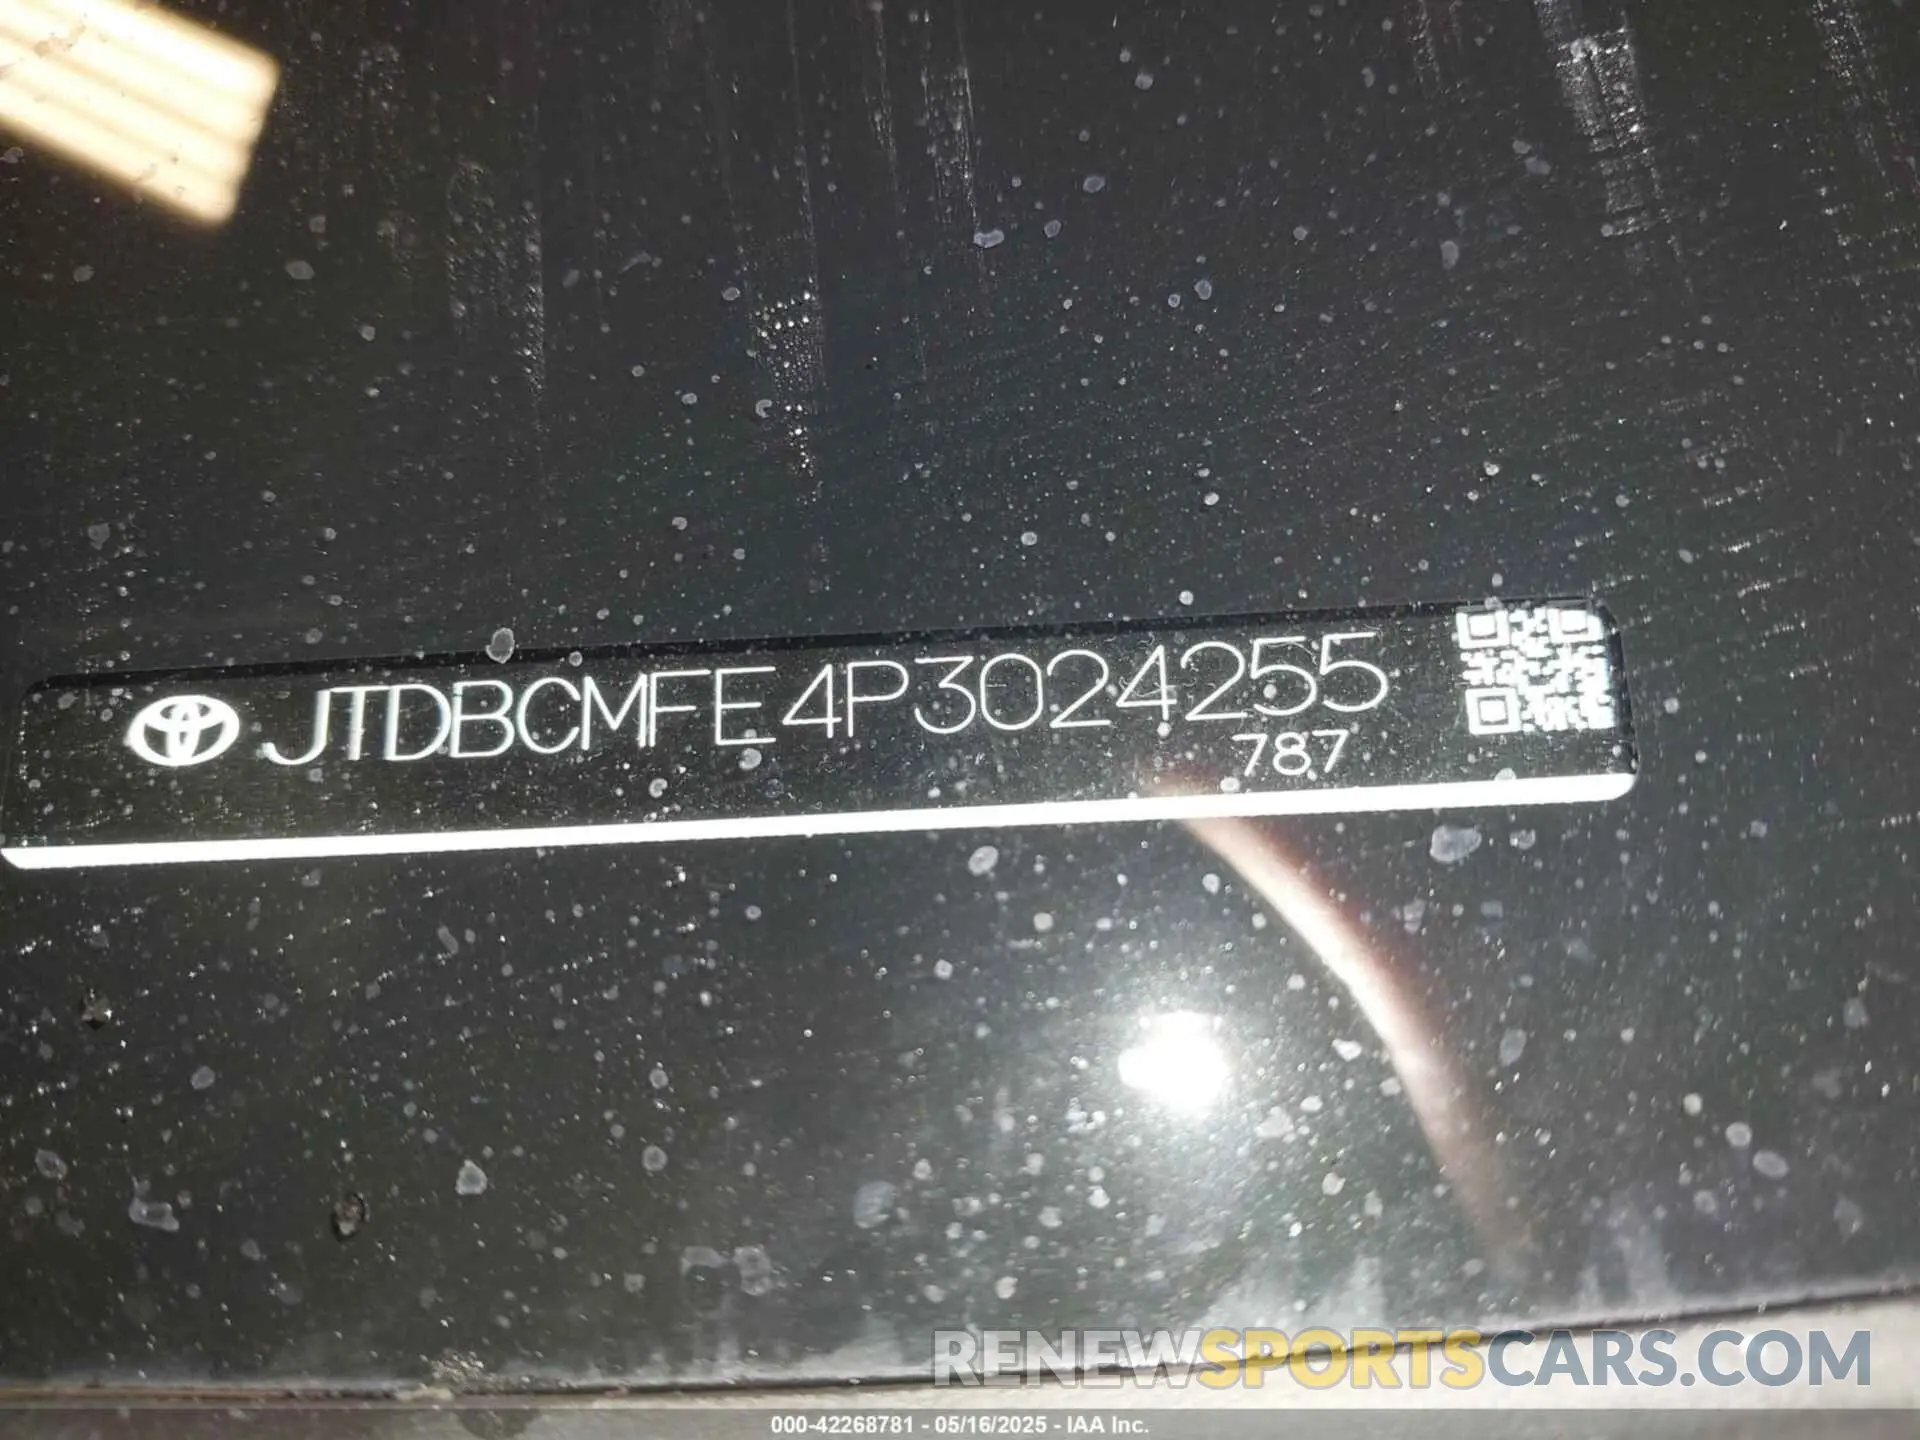 JTDBCMFE4P3024255
787
RENEWSPORTSCARS.COM
000-42268781 - 05/16/2025 - IAA Inc.